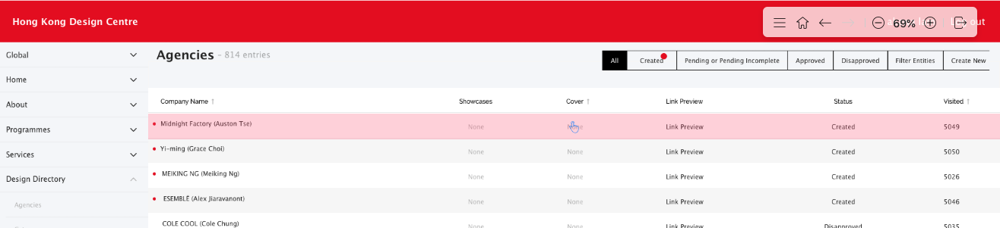 Hong Kong Design Centre
69%
out
Global
Home
About
Programmes
Services
Design Directory
Agencies
Agencies - 814 entries
All Created Pending or Pending Incomplete Approved Disapproved Filter Entities Create New
Company Name ↑ Showcases Cover ↑ Link Preview Status Visited ↑
Midnight Factory (Auston Tse) None None Link Preview Created 5049
Yi-ming (Grace Choi) None None Link Preview Created 5050
MEIKING NG (Meiking Ng) None None Link Preview Created 5026
ESEMBLĒ (Alex Jiaravanont) None None Link Preview Created 5046
COLE COOL (Cole Chung) None None Link Preview Disapproved 5035